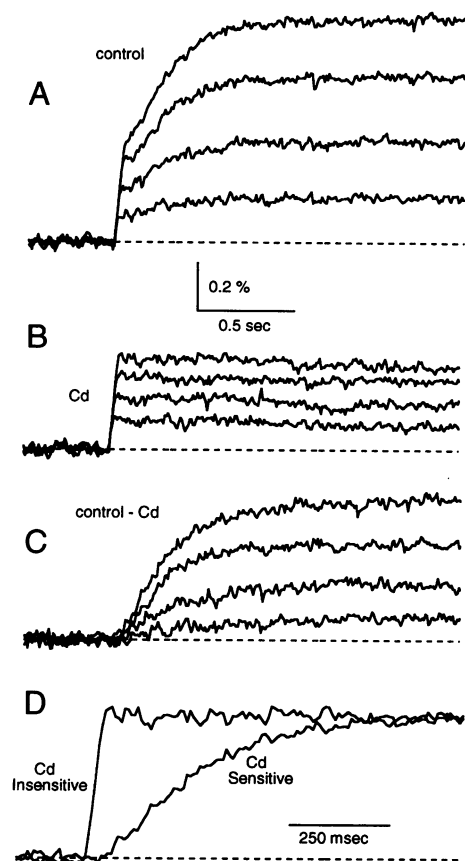 control
A
0.2 %
0.5 sec
B
Cd
control - Cd
C
D
Cd
Insensitive
Cd
Sensitive
250 msec